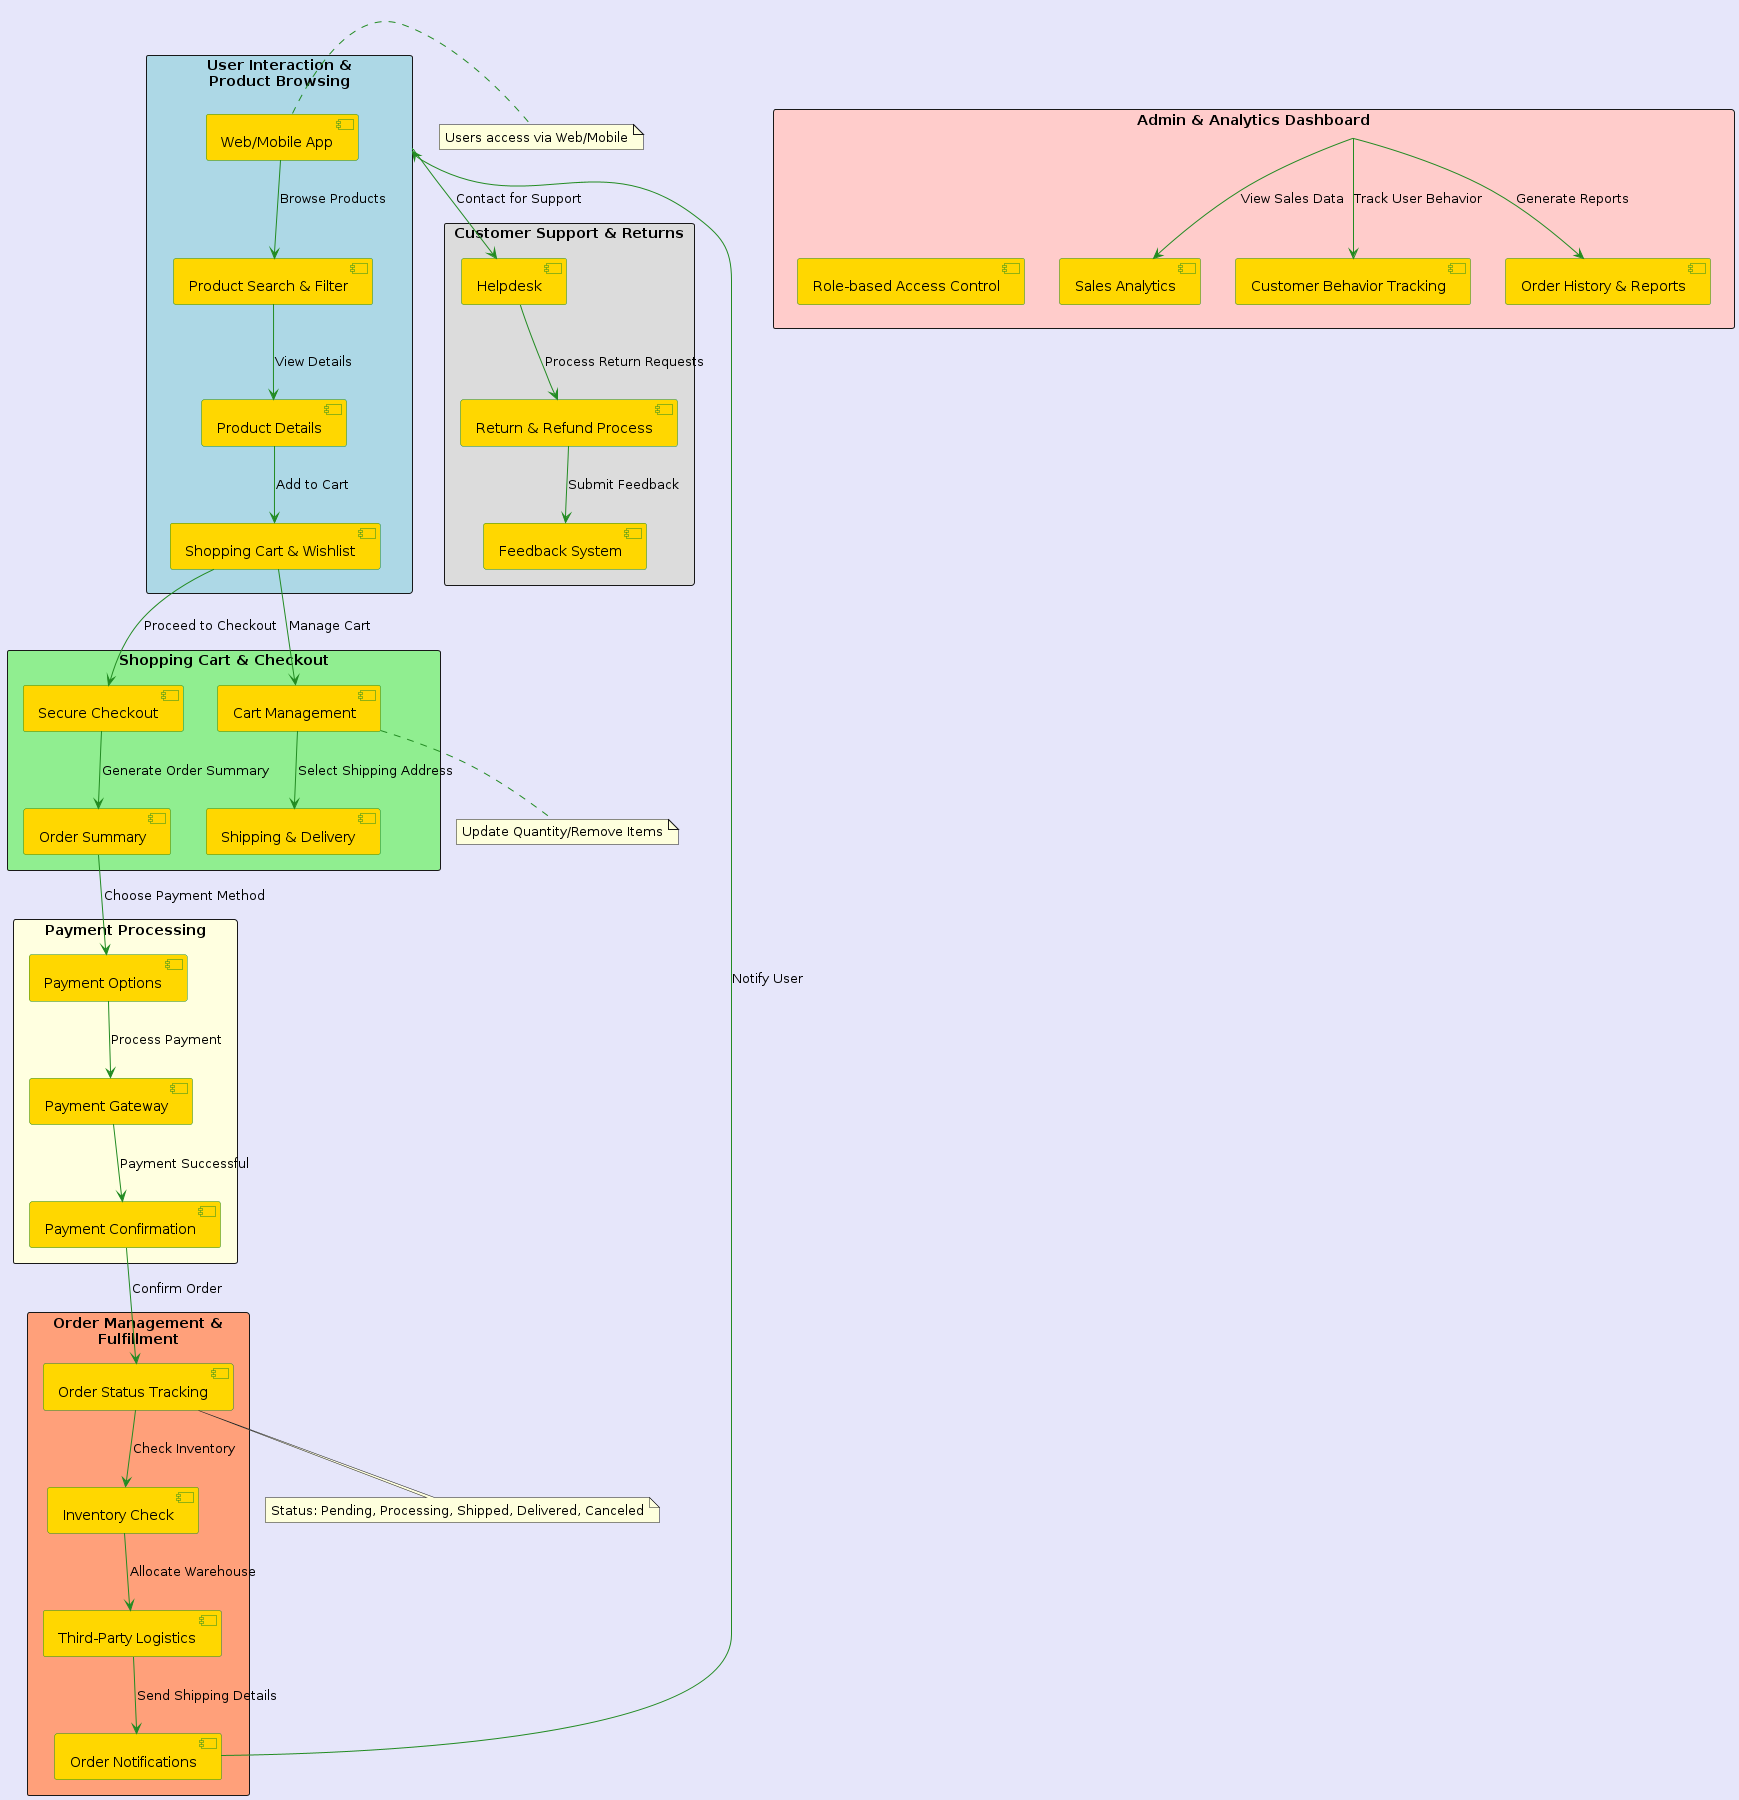 User Interaction &
Product Browsing
Web/Mobile App
Users access via Web/Mobile
Browse Products
Product Search & Filter
View Details
Product Details
Add to Cart
Shopping Cart & Wishlist
Contact for Support
Customer Support & Returns
Helpdesk
Process Return Requests
Return & Refund Process
Submit Feedback
Feedback System
Admin & Analytics Dashboard
View Sales Data
Track User Behavior
Generate Reports
Role-based Access Control
Sales Analytics
Customer Behavior Tracking
Order History & Reports
Proceed to Checkout
Manage Cart
Shopping Cart & Checkout
Secure Checkout
Cart Management
Generate Order Summary
Select Shipping Address
Order Summary
Shipping & Delivery
Update Quantity/Remove Items
Choose Payment Method
Payment Processing
Payment Options
Notify User
Process Payment
Payment Gateway
Payment Successful
Payment Confirmation
Confirm Order
Order Management &
Fulfillment
Order Status Tracking
Check Inventory
Inventory Check
Status: Pending, Processing, Shipped, Delivered, Canceled
Allocate Warehouse
Third-Party Logistics
Send Shipping Details
Order Notifications